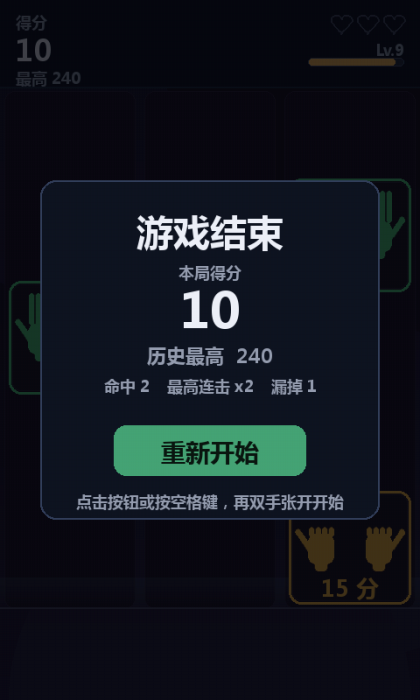 得分
10
最高 240
Lv.9
游戏结束
本局得分
10
历史最高 240
命中 2 最高连击 x2 漏掉 1
重新开始
点击按钮或按空格键，再双手张开开始
15 分